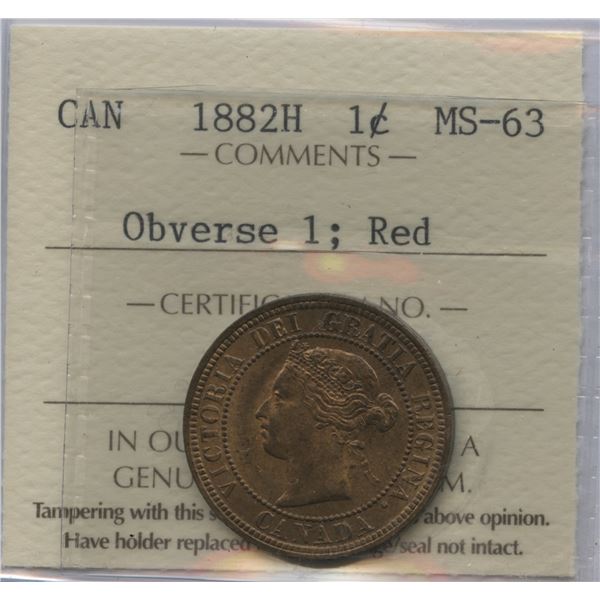 CAN 1882H 1¢ MS-63
— COMMENTS —
Obverse 1; Red
— CERTIFIC NO. —
VICTORIA DEI GRATIA REGINA.
CANADA
IN OU A
GENU M.
Tampering with this s above opinion.
Have holder replaced /seal not intact.